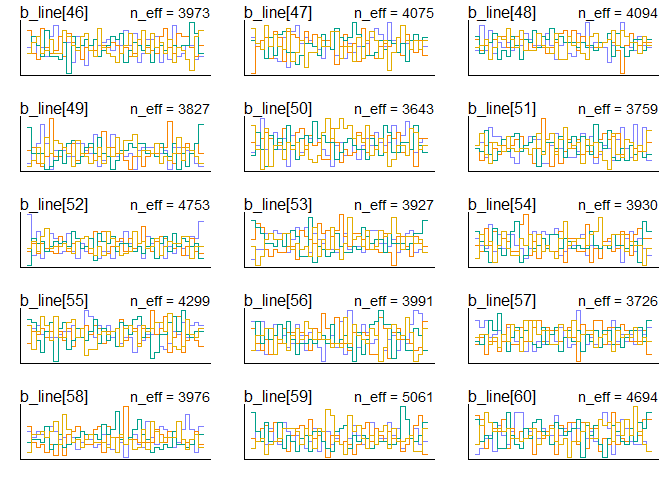 b_line[46] n_eff = 3973 b_line[47] n_eff = 4075 b_line[48] n_eff = 4094
b_line[49] n_eff = 3827 b_line[50] n_eff = 3643 b_line[51] n_eff = 3759
b_line[52] n_eff = 4753 b_line[53] n_eff = 3927 b_line[54] n_eff = 3930
b_line[55] n_eff = 4299 b_line[56] n_eff = 3991 b_line[57] n_eff = 3726
b_line[58] n_eff = 3976 b_line[59] n_eff = 5061 b_line[60] n_eff = 4694